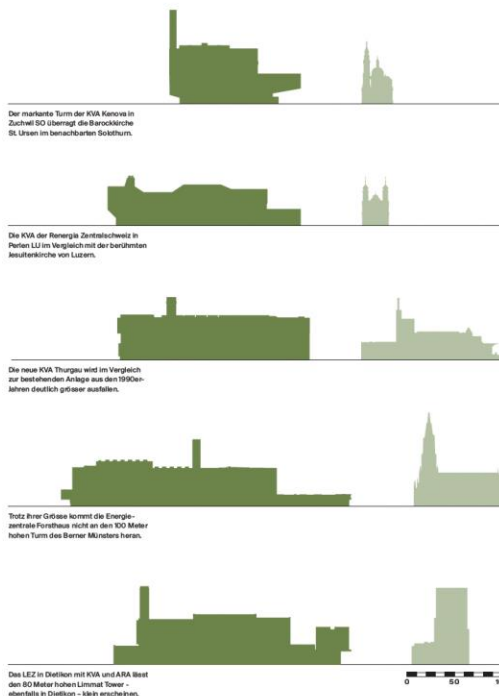 Der markante Turm der KVA Kenova in
Zuchwil SO überragt die Barockkirche
St. Ursen im benachbarten Solothurn.
Die KVA der Renergia Zentralschweiz in
Perlen LU im Vergleich mit der berühmten
Jesuitenkirche von Luzern.
Die neue KVA Thurgau wird im Vergleich
zur bestehenden Anlage aus den 1990er-
Jahren deutlich grösser ausfallen.
Trotz ihrer Grösse kommt die Energie-
zentrale Forsthaus nicht an den 100 Meter
hohen Turm des Berner Münsters heran.
Das LEZ in Dietikon mit KVA und ARA lässt
den 80 Meter hohen Limmat Tower –
ebenfalls in Dietikon – klein erscheinen.
0 50